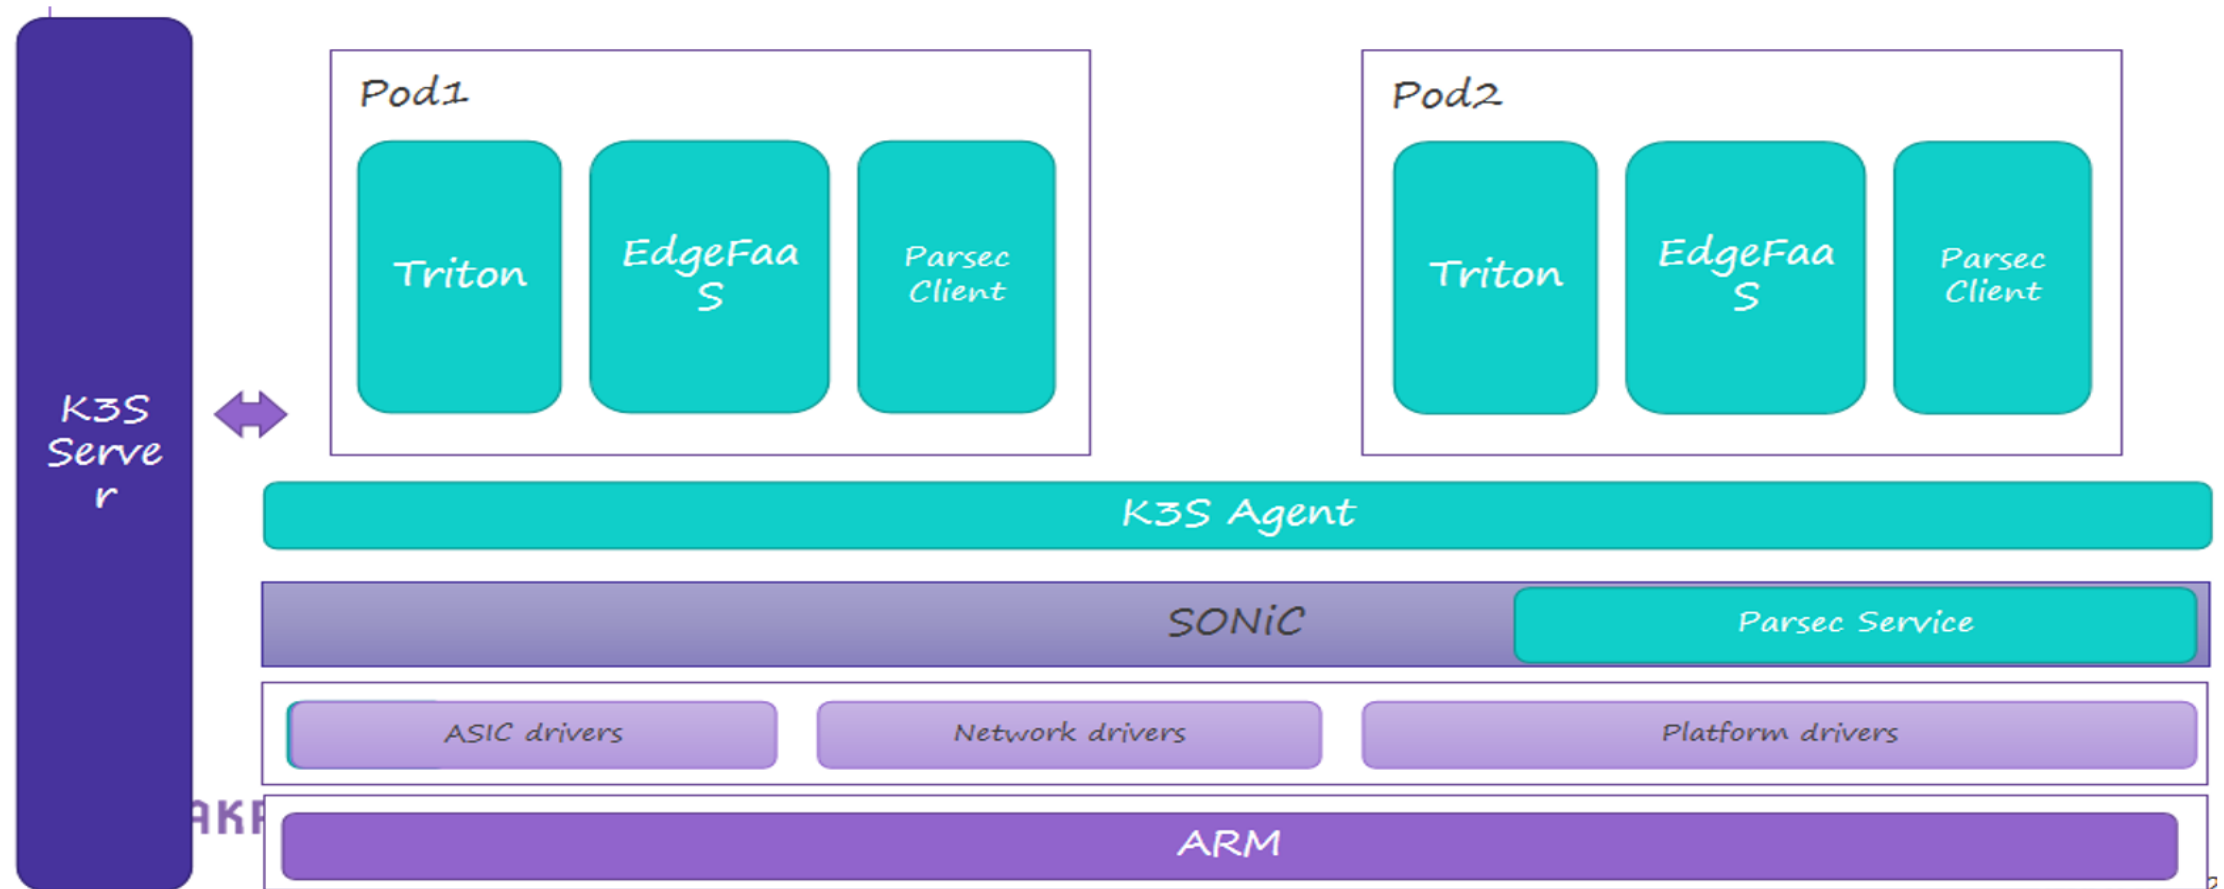 Pod1
Triton
EdgeFaa
S
Parsec
Client
Pod2
Triton
EdgeFaa
S
Parsec
Client
K3S
Serve
r
K3S Agent
SONiC
Parsec Service
ASIC drivers
Network drivers
Platform drivers
ARM